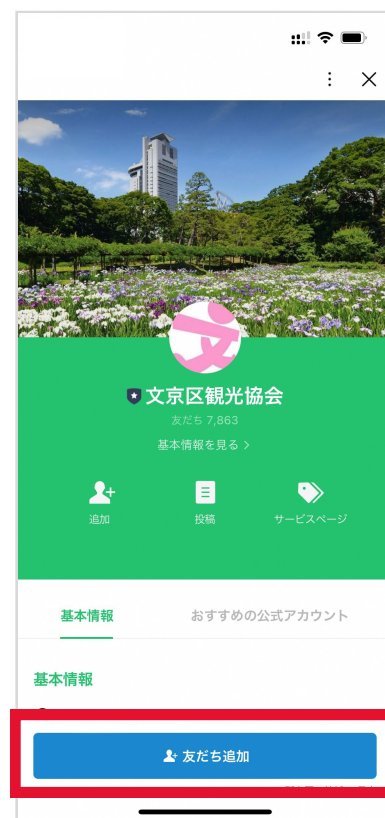 文京区観光協会
友だち 7,863
基本情報を見る
追加
投稿
サービスページ
基本情報
おすすめの公式アカウント
基本情報
友だち追加